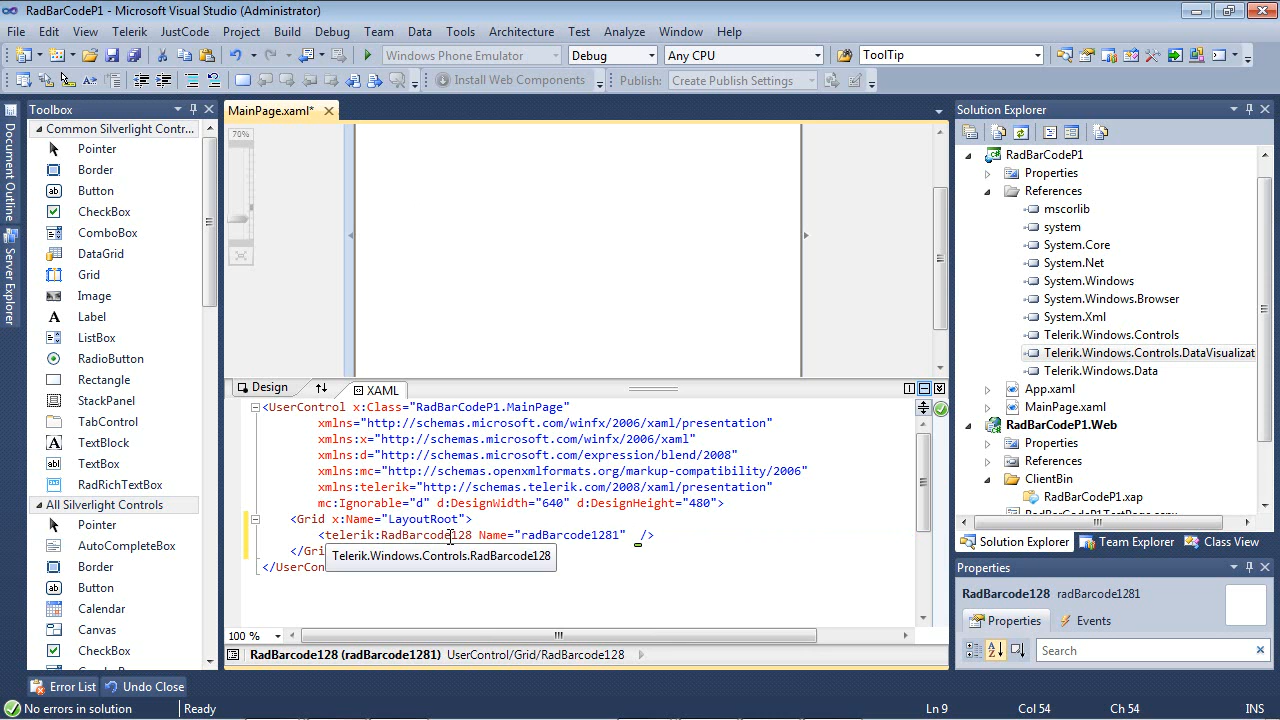 RadBarCodeP1 - Microsoft Visual Studio (Administrator)
File Edit View Telerik JustCode Project Build Debug Team Data Tools Architecture Test Analyze Window Help
Windows Phone Emulator Debug Any CPU ToolTip
Install Web Components Publish: Create Publish Settings
Document Outline
Server Explorer
Toolbox
Common Silverlight Contr...
Pointer
Border
Button
CheckBox
ComboBox
DataGrid
Grid
Image
Label
ListBox
RadioButton
Rectangle
StackPanel
TabControl
TextBlock
TextBox
RadRichTextBox
All Silverlight Controls
Pointer
AutoCompleteBox
Border
Button
Calendar
Canvas
CheckBox
MainPage.xaml*
70%
Design XAML
<UserControl x:Class="RadBarCodeP1.MainPage"
xmlns="http://schemas.microsoft.com/winfx/2006/xaml/presentation"
xmlns:x="http://schemas.microsoft.com/winfx/2006/xaml"
xmlns:d="http://schemas.microsoft.com/expression/blend/2008"
xmlns:mc="http://schemas.openxmlformats.org/markup-compatibility/2006"
xmlns:telerik="http://schemas.telerik.com/2008/xaml/presentation"
mc:Ignorable="d" d:DesignWidth="640" d:DesignHeight="480">
<Grid x:Name="LayoutRoot">
<telerik:RadBarcode128 Name="radBarcode1281" />
</Gri
Telerik.Windows.Controls.RadBarcode128
</UserCon
100 %
RadBarcode128 (radBarcode1281) UserControl/Grid/RadBarcode128
Solution Explorer
RadBarCodeP1
Properties
References
mscorlib
system
System.Core
System.Net
System.Windows
System.Windows.Browser
System.Xml
Telerik.Windows.Controls
Telerik.Windows.Controls.DataVisualizat
Telerik.Windows.Data
App.xaml
MainPage.xaml
RadBarCodeP1.Web
Properties
References
ClientBin
RadBarCodeP1.xap
Solution Explorer Team Explorer Class View
Properties
RadBarcode128 radBarcode1281
Properties Events
Search
Error List Undo Close
No errors in solution Ready Ln 9 Col 54 Ch 54 INS